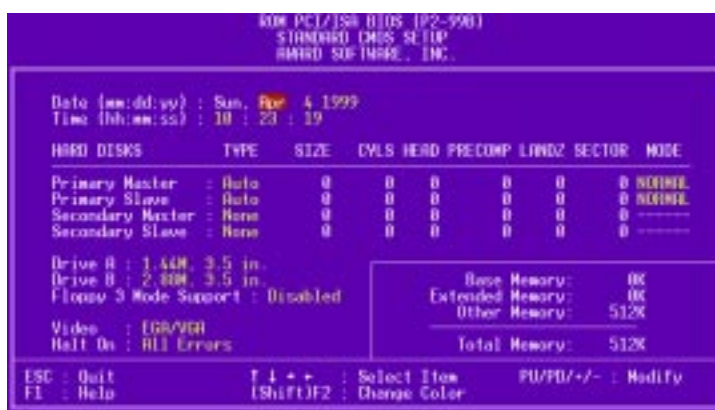 ROM PCI/ISA BIOS (P2-99B)
STANDARD CMOS SETUP
AWARD SOFTWARE, INC.
Date (mm:dd:yy) : Sun, Apr 4 1999
Time (hh:mm:ss) : 10 : 23 : 19
HARD DISKS TYPE SIZE CYLS HEAD PRECOMP LANDZ SECTOR MODE
Primary Master : Auto 0 0 0 0 0 0 NORMAL
Primary Slave : Auto 0 0 0 0 0 0 NORMAL
Secondary Master : None 0 0 0 0 0 0 ------
Secondary Slave : None 0 0 0 0 0 0 ------
Drive A : 1.44M, 3.5 in.
Drive B : 2.88M, 3.5 in.
Floppy 3 Mode Support : Disabled
Video : EGA/VGA
Halt On : All Errors
Base Memory: 0K
Extended Memory: 0K
Other Memory: 512K
Total Memory: 512K
ESC : Quit ↑ ↓ → ← : Select Item PU/PD/+/- : Modify
F1 : Help (Shift)F2 : Change Color